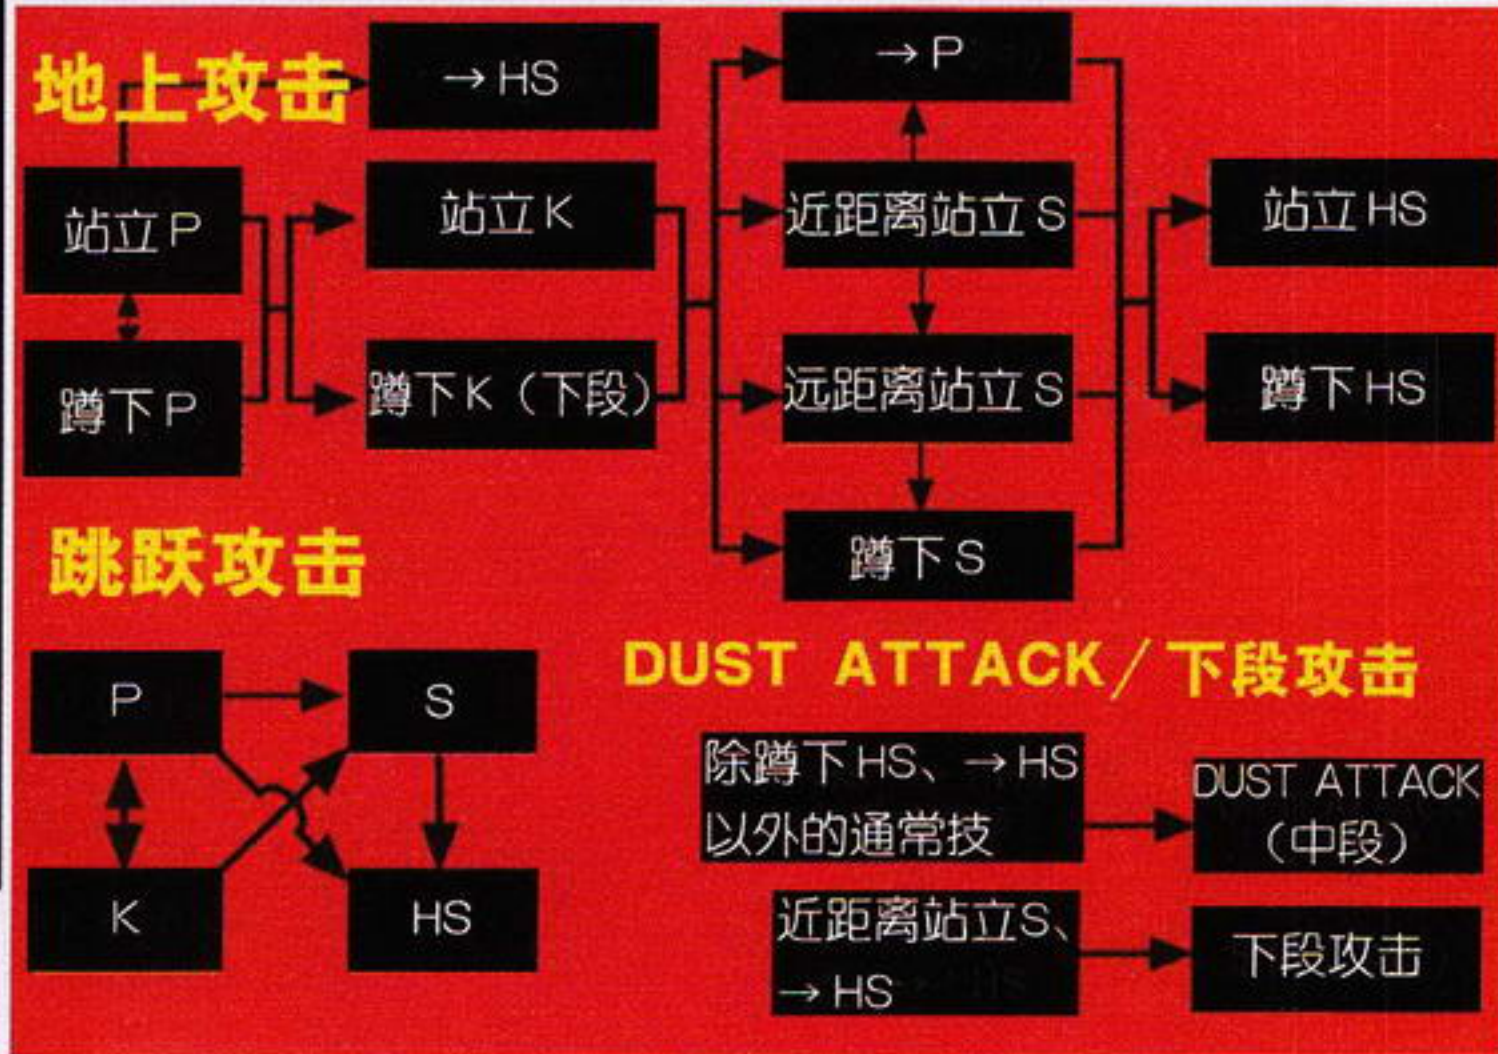 地上攻击
→HS
→P
站立P
站立K
近距离站立S
站立HS
蹲下P
蹲下K（下段）
远距离站立S
蹲下HS
蹲下S
跳跃攻击
P
S
K
HS
DUST ATTACK/下段攻击
除蹲下HS、→HS
以外的通常技
DUST ATTACK
（中段）
近距离站立S、
→HS
下段攻击